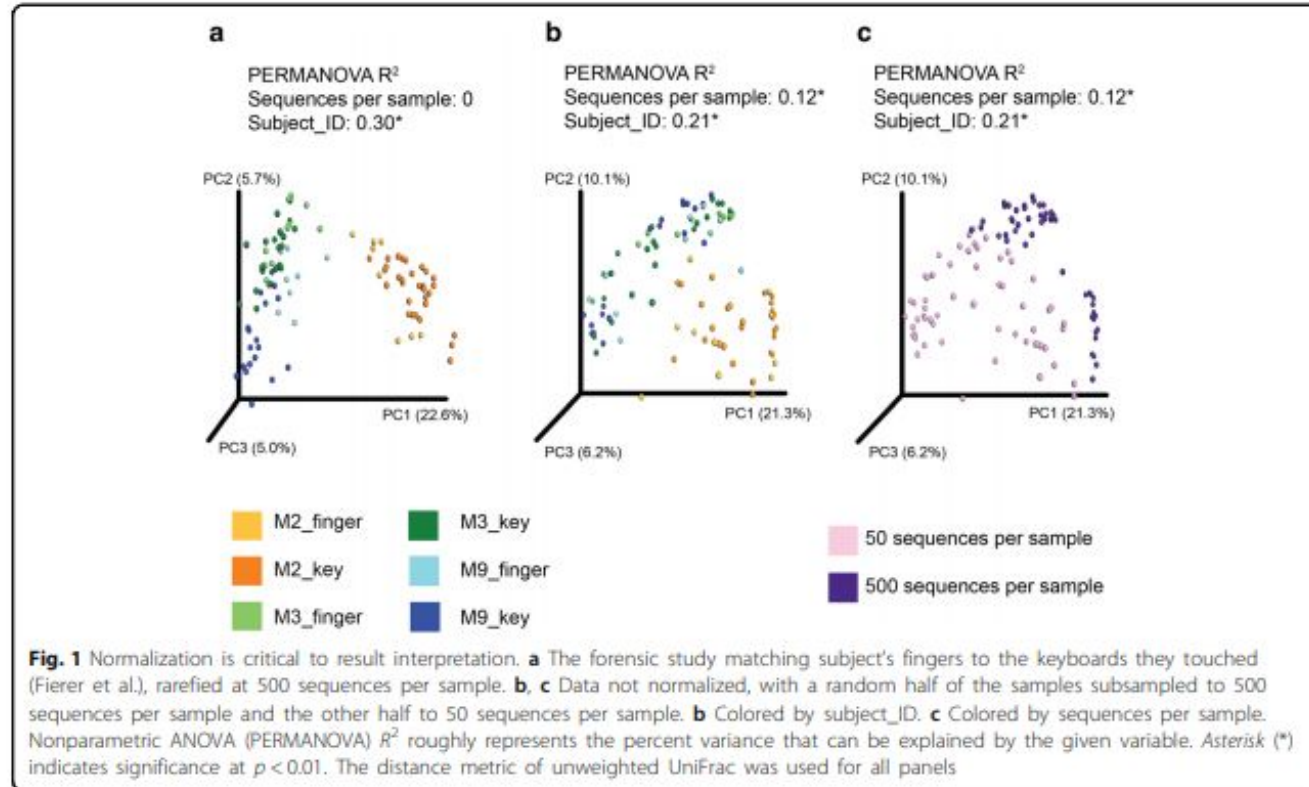 a
PERMANOVA R²
Sequences per sample: 0
Subject_ID: 0.30*
PC2 (5.7%)
PC1 (22.6%)
PC3 (5.0%)
b
PERMANOVA R²
Sequences per sample: 0.12*
Subject_ID: 0.21*
PC2 (10.1%)
PC1 (21.3%)
PC3 (6.2%)
c
PERMANOVA R²
Sequences per sample: 0.12*
Subject_ID: 0.21*
PC2 (10.1%)
PC1 (21.3%)
PC3 (6.2%)
M2_finger
M2_key
M3_finger
M3_key
M9_finger
M9_key
50 sequences per sample
500 sequences per sample
Fig. 1 Normalization is critical to result interpretation. a The forensic study matching subject's fingers to the keyboards they touched
(Fierer et al.), rarefied at 500 sequences per sample. b, c Data not normalized, with a random half of the samples subsampled to 500
sequences per sample and the other half to 50 sequences per sample. b Colored by subject_ID. c Colored by sequences per sample.
Nonparametric ANOVA (PERMANOVA) R² roughly represents the percent variance that can be explained by the given variable. Asterisk (*)
indicates significance at p < 0.01. The distance metric of unweighted UniFrac was used for all panels